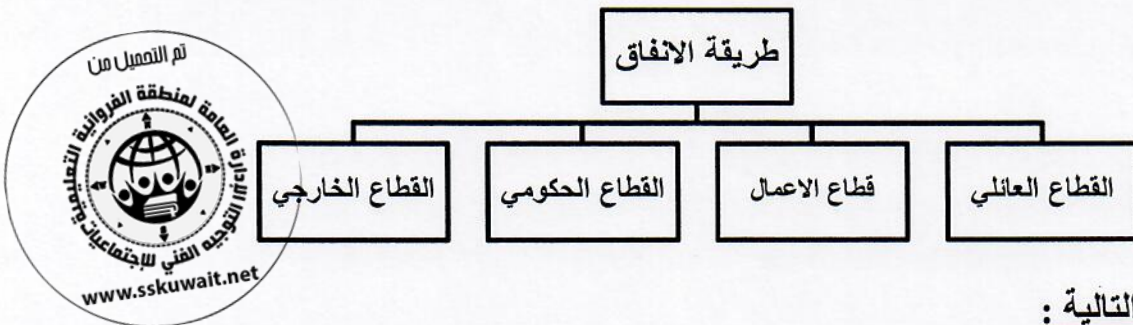 طريقة الانفاق
القطاع العائلي
قطاع الاعمال
القطاع الحكومي
القطاع الخارجي
تم التحميل من
الإدارة العامة لمنطقة الفروانية التعليمية
التوجيه الفني للاجتماعيات
www.sskuwait.net
التالية :